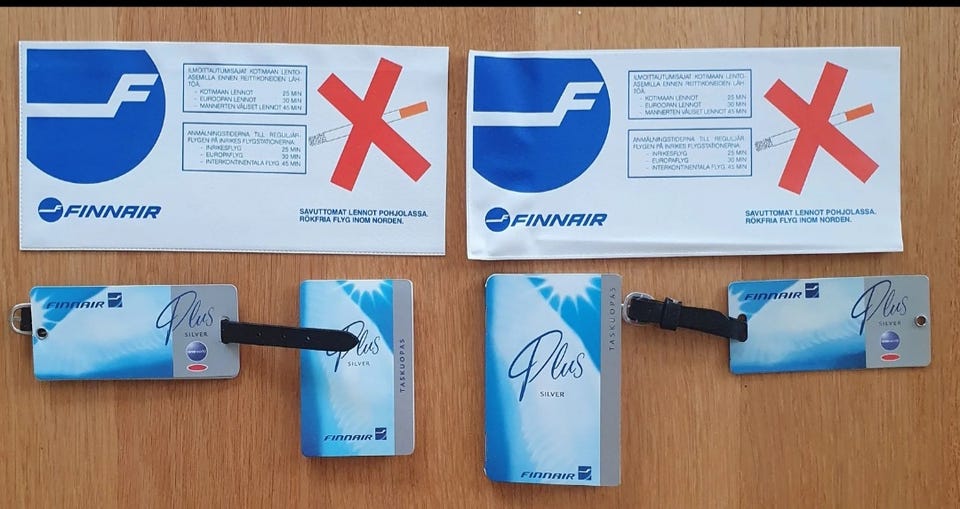 F
ILMOITTAUTUMISAJAT KOTIMAAN LENTO-
ASEMILLA ENNEN REITTIKONEIDEN LÄH-
TÖÄ.
- KOTIMAAN LENNOT 25 MIN
- EUROOPAN LENNOT 30 MIN
- MANNERTEN VÄLISET LENNOT 45 MIN
ANMÄLNINGSTIDERNA TILL REGULJÄR-
FLYGEN PÅ INRIKES FLYGSTATIONERNA.
- INRIKESFLYG 25 MIN
- EUROPAFLYG 30 MIN
- INTERKONTINENTALA FLYG 45 MIN
FINNAIR
SAVUTTOMAT LENNOT POHJOLASSA.
RÖKFRIA FLYG INOM NORDEN.
F
ILMOITTAUTUMISAJAT KOTIMAAN LENTO-
ASEMILLA ENNEN REITTIKONEIDEN LÄH-
TÖÄ.
- KOTIMAAN LENNOT 25 MIN
- EUROOPAN LENNOT 30 MIN
- MANNERTEN VÄLISET LENNOT 45 MIN
ANMÄLNINGSTIDERNA TILL REGULJÄR-
FLYGEN PÅ INRIKES FLYGSTATIONERNA.
- INRIKESFLYG 25 MIN
- EUROPAFLYG 30 MIN
- INTERKONTINENTALA FLYG 45 MIN
FINNAIR
SAVUTTOMAT LENNOT POHJOLASSA.
RÖKFRIA FLYG INOM NORDEN.
FINNAIR
Plus
SILVER
oneworld
Plus
SILVER
TASKUOPAS
FINNAIR
Plus
SILVER
TASKUOPAS
FINNAIR
FINNAIR
Plus
SILVER
oneworld